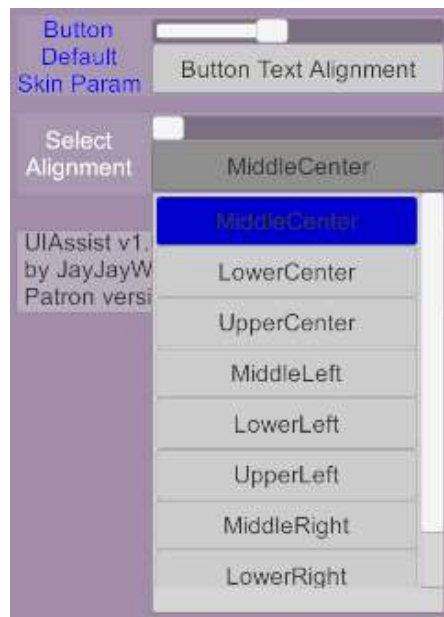 Button
Default
Skin Param
Button Text Alignment
Select
Alignment
MiddleCenter
MiddleCenter
LowerCenter
UpperCenter
MiddleLeft
LowerLeft
UpperLeft
MiddleRight
LowerRight
UIAssist v1.
by JayJayW
Patron versi